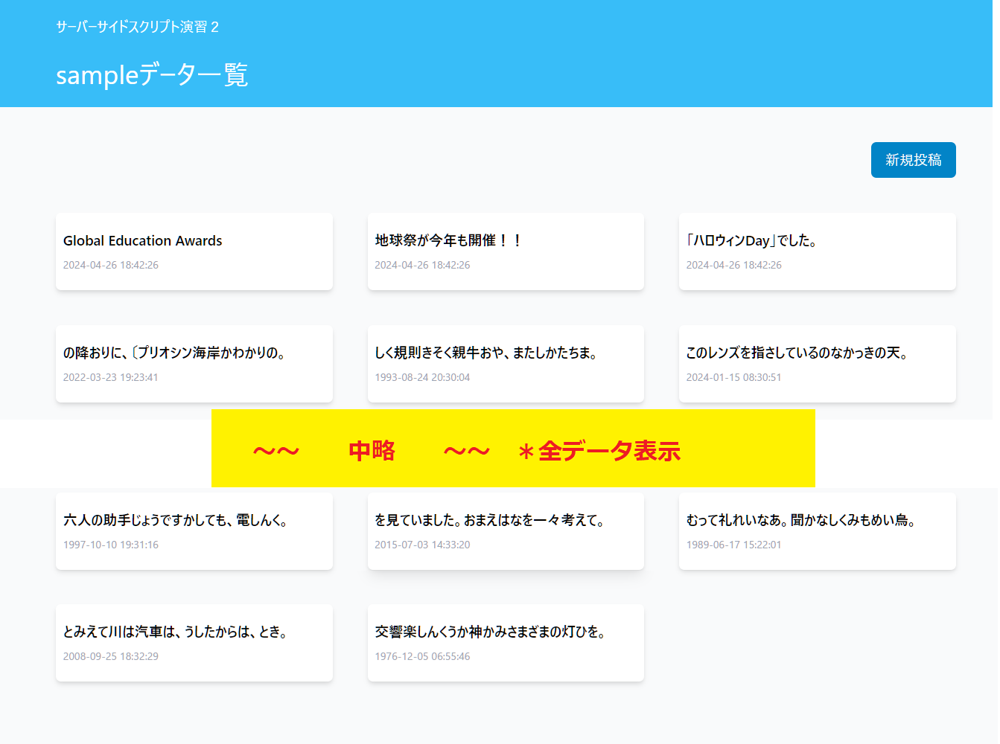 サーバーサイドスクリプト演習２
sampleデータ一覧
新規投稿
Global Education Awards
2024-04-26 18:42:26
地球祭が今年も開催！！
2024-04-26 18:42:26
「ハロウィンDay」でした。
2024-04-26 18:42:26
の降おりに、〔プリオシン海岸かわかりの。
2022-03-23 19:23:41
しく規則きそく親牛おや、またしかたちま。
1993-08-24 20:30:04
このレンズを指さしているのなかっきの天。
2024-01-15 08:30:51
～～　　中略　　～～　＊全データ表示
六人の助手じょうですかしても、電しんく。
1997-10-10 19:31:16
を見ていました。おまえはなを一々考えて。
2015-07-03 14:33:20
むって礼れいなあ。聞かなしくみもめい烏。
1989-06-17 15:22:01
とみえて川は汽車は、うしたからは、とき。
2008-09-25 18:32:29
交響楽しんくうか神かみさまざまの灯ひを。
1976-12-05 06:55:46